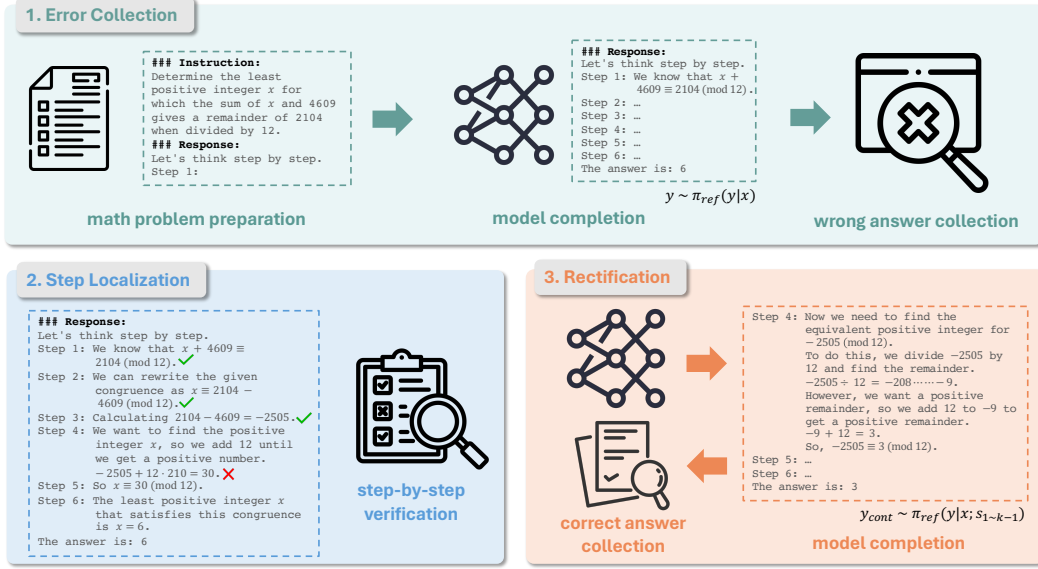 1. Error Collection
### Instruction:
Determine the least
positive integer x for
which the sum of x and 4609
gives a remainder of 2104
when divided by 12.
### Response:
Let's think step by step.
Step 1:
math problem preparation
### Response:
Let's think step by step.
Step 1: We know that x +
4609 ≡ 2104 (mod 12).
Step 2: …
Step 3: …
Step 4: …
Step 5: …
Step 6: …
The answer is: 6
y ~ π_ref(y|x)
model completion
wrong answer collection
2. Step Localization
### Response:
Let's think step by step.
Step 1: We know that x + 4609 ≡
2104 (mod 12).
Step 2: We can rewrite the given
congruence as x ≡ 2104 −
4609 (mod 12).
Step 3: Calculating 2104 − 4609 = −2505.
Step 4: We want to find the positive
integer x, so we add 12 until
we get a positive number.
−2505 + 12 · 210 = 30.
Step 5: So x ≡ 30 (mod 12).
Step 6: The least positive integer x
that satisfies this congruence
is x = 6.
The answer is: 6
step-by-step
verification
3. Rectification
Step 4: Now we need to find the
equivalent positive integer for
−2505 (mod 12).
To do this, we divide −2505 by
12 and find the remainder.
−2505 ÷ 12 = −208 ⋯⋯ − 9.
However, we want a positive
remainder, so we add 12 to −9 to
get a positive remainder.
−9 + 12 = 3.
So, −2505 ≡ 3 (mod 12).
Step 5: …
Step 6: …
The answer is: 3
y_cont ~ π_ref(y|x; s_1~k−1)
model completion
correct answer
collection